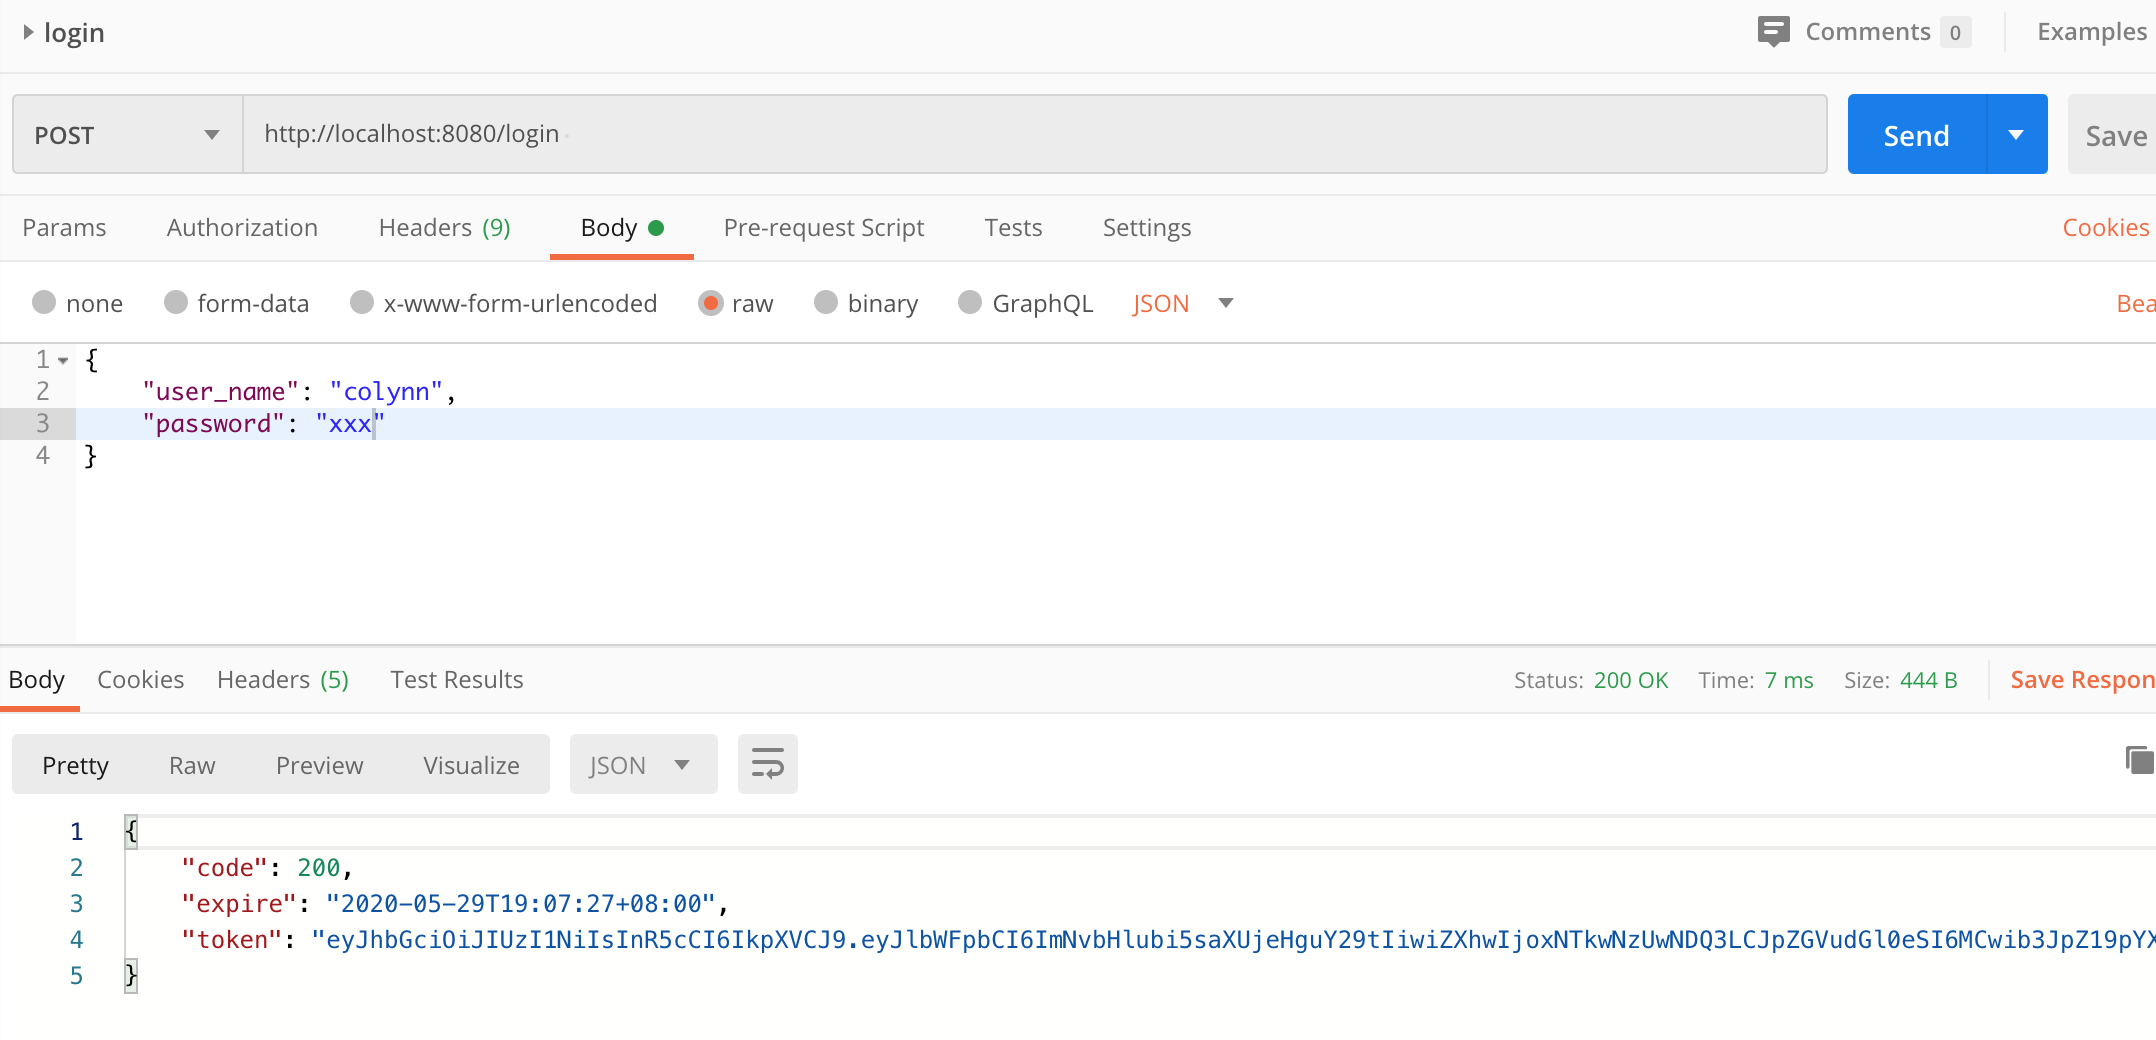 login Comments 0 Examples
POST http://localhost:8080/login Send Save
Params Authorization Headers (9) Body Pre-request Script Tests Settings Cookies
none form-data x-www-form-urlencoded raw binary GraphQL JSON Bea
1 {
2 "user_name": "colynn",
3 "password": "xxx"
4 }
Body Cookies Headers (5) Test Results Status: 200 OK Time: 7 ms Size: 444 B Save Respon
Pretty Raw Preview Visualize JSON
1 {
2 "code": 200,
3 "expire": "2020-05-29T19:07:27+08:00",
4 "token": "eyJhbGciOiJIUzI1NiIsInR5cCI6IkpXVCJ9.eyJlbWFpbCI6ImNvbHlubi5saXUjeHguY29tIiwiZXhwIjoxNTkwNzUwNDQ3LCJpZGVudGl0eSI6MCwib3JpZ19pYX
5 }